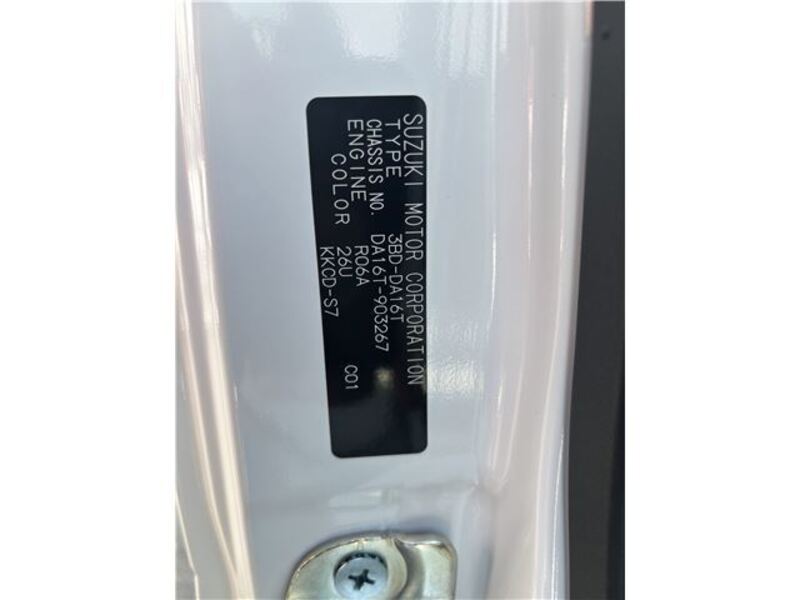 SUZUKI MOTOR CORPORATION
TYPE 3BD-DA16T
CHASSIS NO. DA16T-903267
ENGINE R06A
COLOR 26U
KKCD-S7 C01